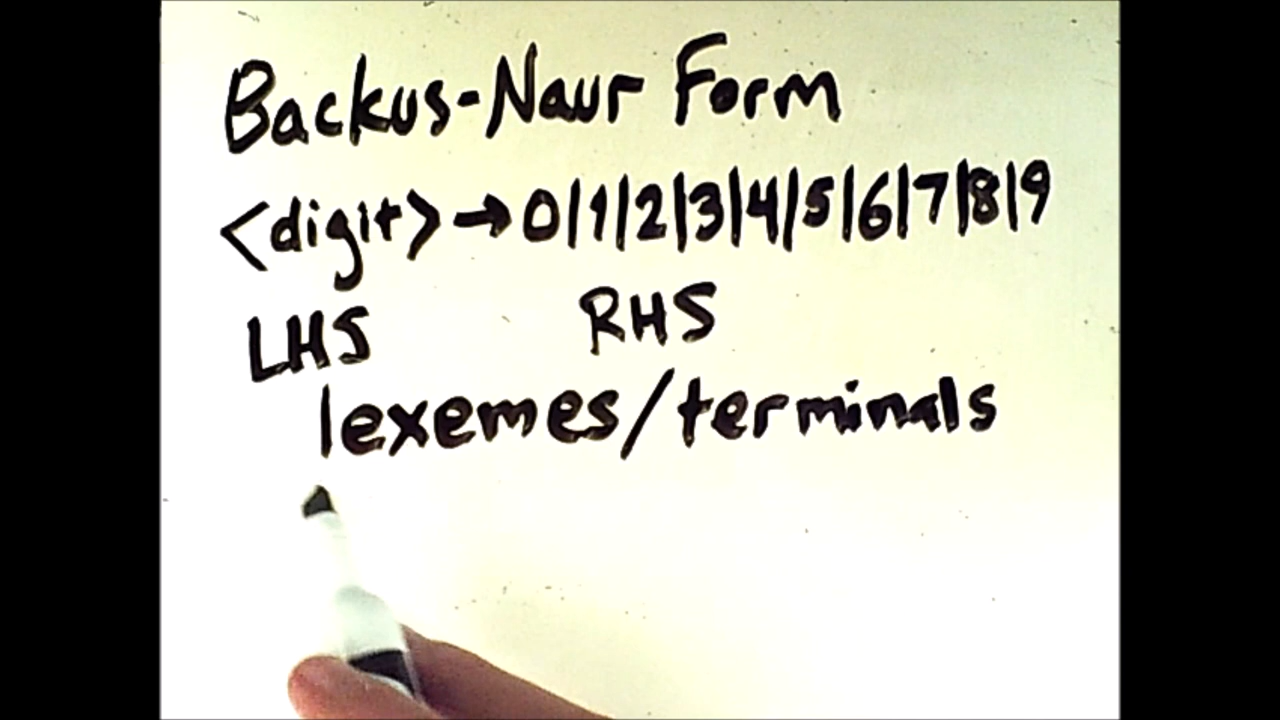 Backus-Naur Form
<digit> → 0|1|2|3|4|5|6|7|8|9
LHS RHS
lexemes/terminals